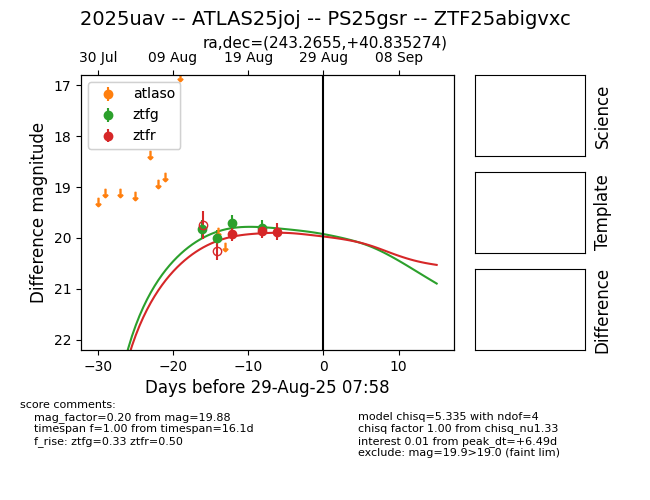 2025uav -- ATLAS25joj -- PS25gsr -- ZTF25abigvxc
ra,dec=(243.2655,+40.835274)
30 Jul 09 Aug 19 Aug 29 Aug 08 Sep
atlaso
ztfg
ztfr
17
18
19
20
21
22
Difference magnitude
−30 −20 −10 0 10
Days before 29-Aug-25 07:58
Science
Template
Difference
score comments:
mag_factor=0.20 from mag=19.88
timespan f=1.00 from timespan=16.1d
f_rise: ztfg=0.33 ztfr=0.50
model chisq=5.335 with ndof=4
chisq factor 1.00 from chisq_nu1.33
interest 0.01 from peak_dt=+6.49d
exclude: mag=19.9>19.0 (faint lim)